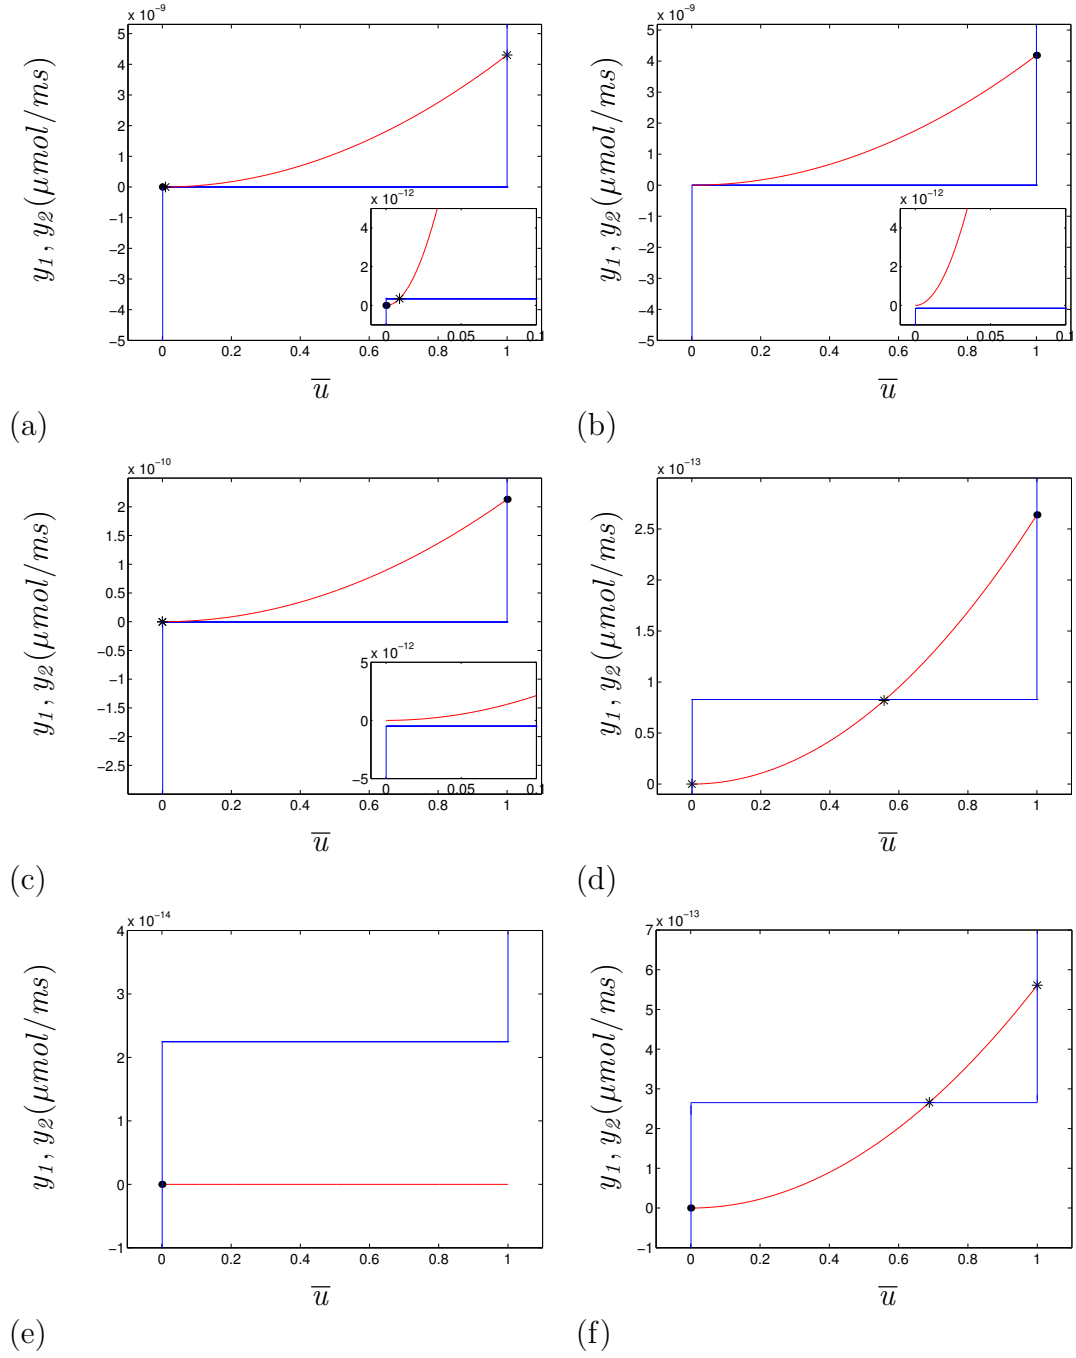 x 10⁻⁹
5
4
3
2
1
0
−1
−2
−3
−4
−5
0 0.2 0.4 0.6 0.8 1
y₁, y₂(μmol/ms)
u̅
x 10⁻¹²
4
2
0
0 0.05 0.1
(a)
x 10⁻⁹
5
4
3
2
1
0
−1
−2
−3
−4
−5
0 0.2 0.4 0.6 0.8 1
y₁, y₂(μmol/ms)
u̅
x 10⁻¹²
4
2
0
0 0.05 0.1
(b)
x 10⁻¹⁰
2
1.5
1
0.5
0
−0.5
−1
−1.5
−2
−2.5
0 0.2 0.4 0.6 0.8 1
y₁, y₂(μmol/ms)
u̅
x 10⁻¹²
5
0
−5
0 0.05 0.1
(c)
x 10⁻¹³
2.5
2
1.5
1
0.5
0
0 0.2 0.4 0.6 0.8 1
y₁, y₂(μmol/ms)
u̅
(d)
x 10⁻¹⁴
4
3
2
1
0
−1
0 0.2 0.4 0.6 0.8 1
y₁, y₂(μmol/ms)
u̅
(e)
x 10⁻¹³
7
6
5
4
3
2
1
0
−1
0 0.2 0.4 0.6 0.8 1
y₁, y₂(μmol/ms)
u̅
(f)